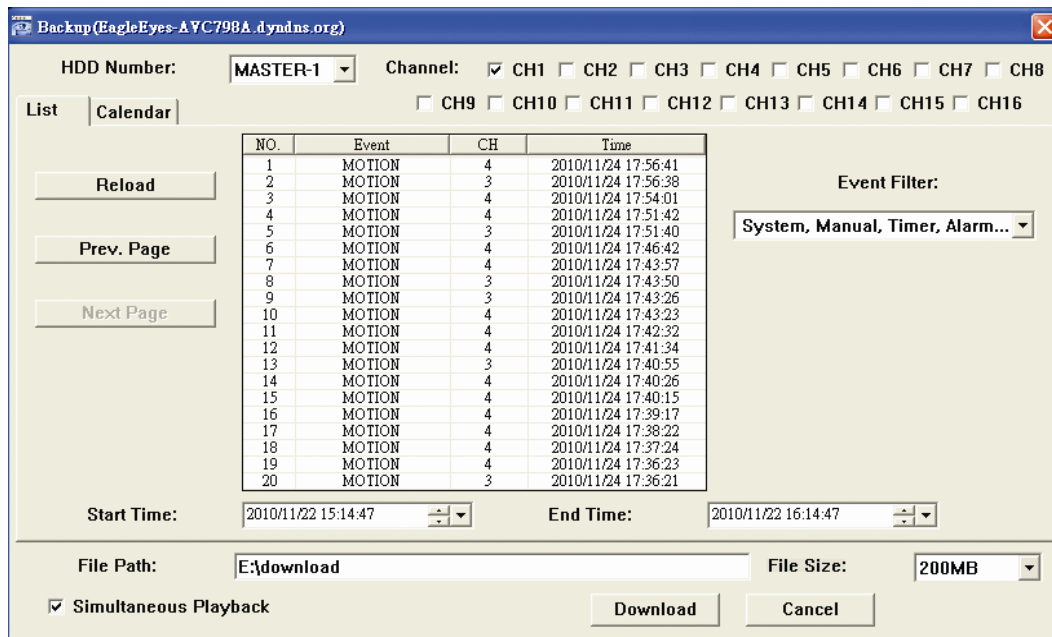 Backup(EagleEyes-AVC798A.dyndns.org)
HDD Number: MASTER-1 Channel: CH1 CH2 CH3 CH4 CH5 CH6 CH7 CH8
CH9 CH10 CH11 CH12 CH13 CH14 CH15 CH16
List Calendar
NO. Event CH Time
1 MOTION 4 2010/11/24 17:56:41
2 MOTION 3 2010/11/24 17:56:38
3 MOTION 4 2010/11/24 17:54:01
4 MOTION 4 2010/11/24 17:51:42
5 MOTION 3 2010/11/24 17:51:40
6 MOTION 4 2010/11/24 17:46:42
7 MOTION 4 2010/11/24 17:43:57
8 MOTION 3 2010/11/24 17:43:50
9 MOTION 3 2010/11/24 17:43:26
10 MOTION 4 2010/11/24 17:43:23
11 MOTION 4 2010/11/24 17:42:32
12 MOTION 4 2010/11/24 17:41:34
13 MOTION 3 2010/11/24 17:40:55
14 MOTION 4 2010/11/24 17:40:26
15 MOTION 4 2010/11/24 17:40:15
16 MOTION 4 2010/11/24 17:39:17
17 MOTION 4 2010/11/24 17:38:22
18 MOTION 4 2010/11/24 17:37:24
19 MOTION 4 2010/11/24 17:36:23
20 MOTION 3 2010/11/24 17:36:21
Reload
Prev. Page
Next Page
Event Filter:
System, Manual, Timer, Alarm...
Start Time: 2010/11/22 15:14:47 End Time: 2010/11/22 16:14:47
File Path: E:\download File Size: 200MB
Simultaneous Playback Download Cancel